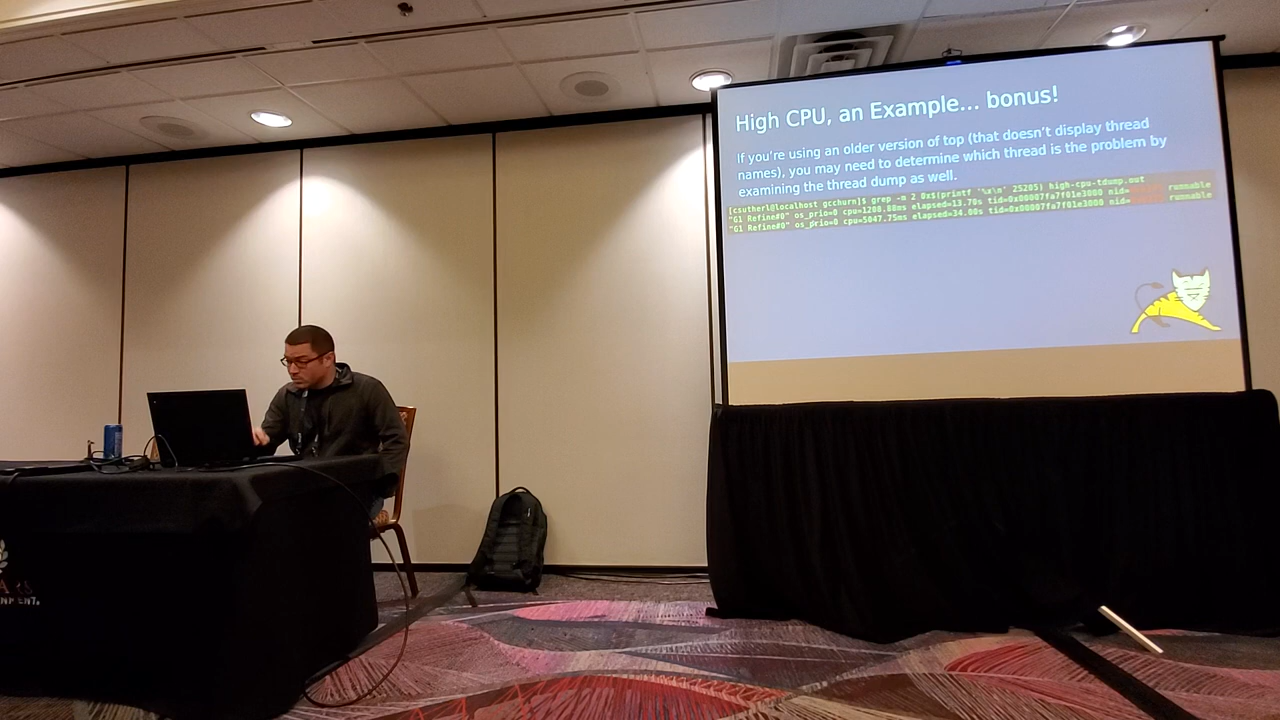 High CPU, an Example... bonus!
If you're using an older version of top (that doesn't display thread
names), you may need to determine which thread is the problem by
examining the thread dump as well.
[csutherl@localhost gcchurn]$ grep -m 2 0x$(printf '%x\n' 25205) high-cpu-tdump.out
"G1 Refine#0" os_prio=0 cpu=1288.88ms elapsed=13.70s tid=0x00007fa7f01e3000 nid= runnable
"G1 Refine#0" os_prio=0 cpu=5047.75ms elapsed=34.00s tid=0x00007fa7f01e3000 nid= runnable